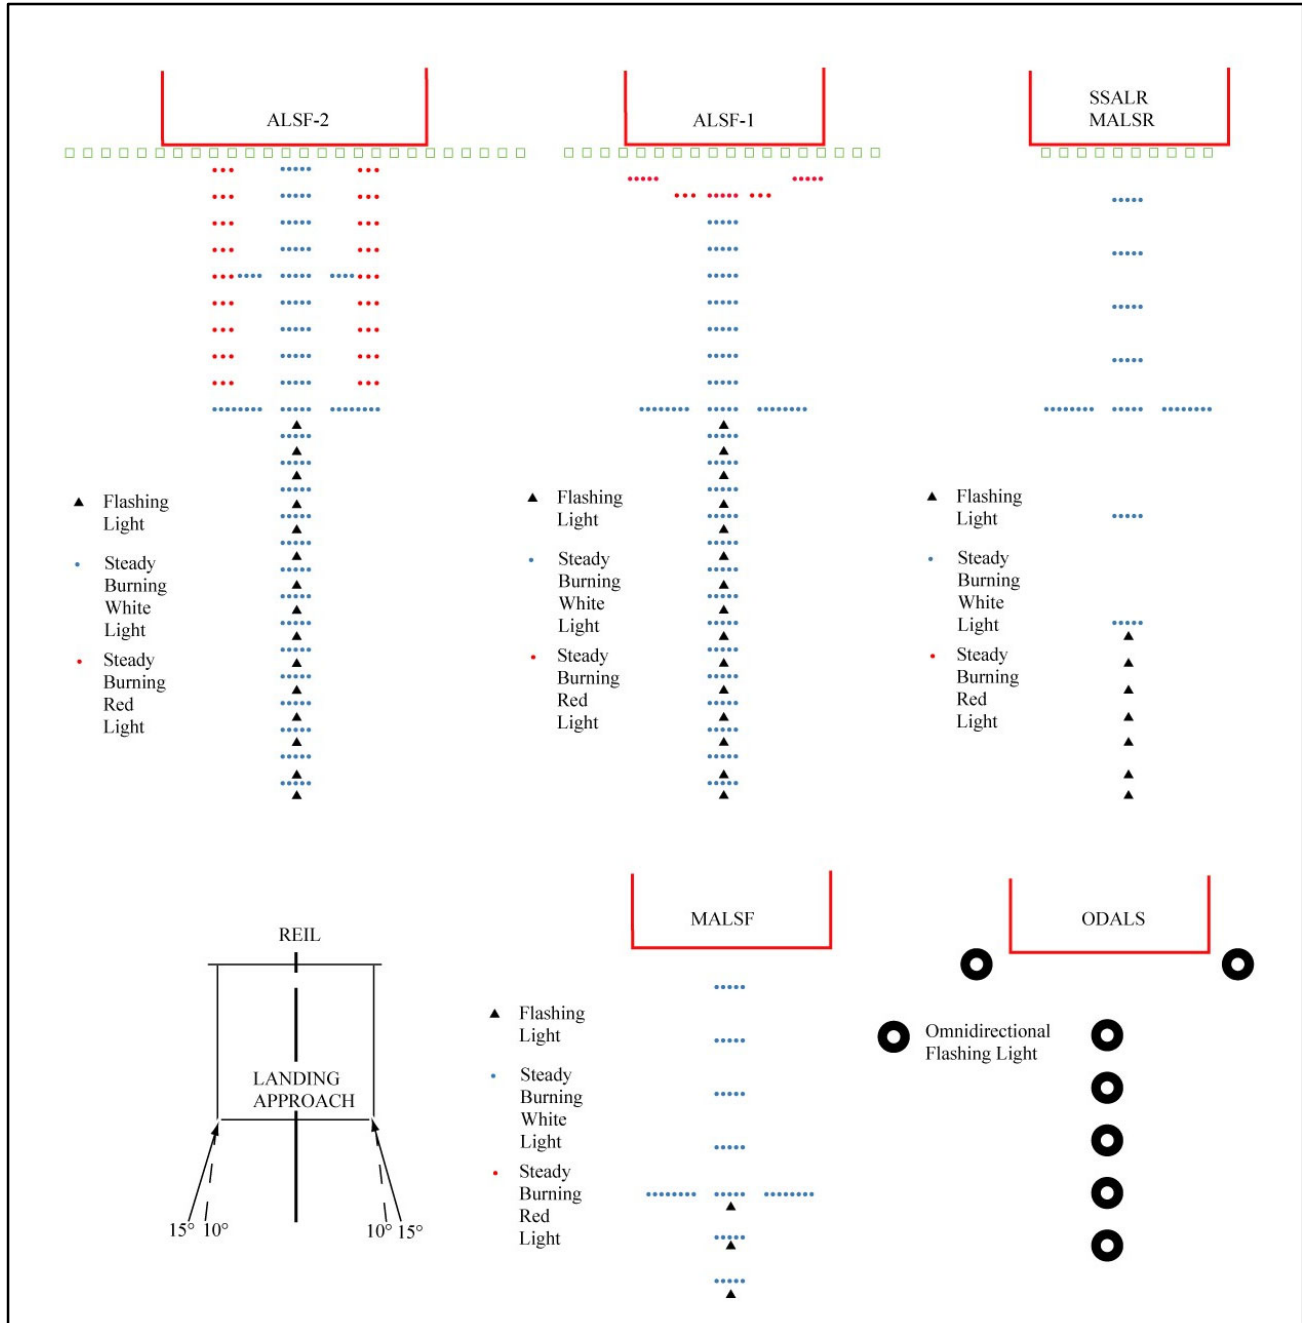 ALSF-2
ALSF-1
SSALR
MALSR
Flashing
Light
Steady
Burning
White
Light
Steady
Burning
Red
Light
Flashing
Light
Steady
Burning
White
Light
Steady
Burning
Red
Light
Flashing
Light
Steady
Burning
White
Light
Steady
Burning
Red
Light
REIL
LANDING
APPROACH
15° 10°
10° 15°
MALSF
Flashing
Light
Steady
Burning
White
Light
Steady
Burning
Red
Light
ODALS
Omnidirectional
Flashing Light